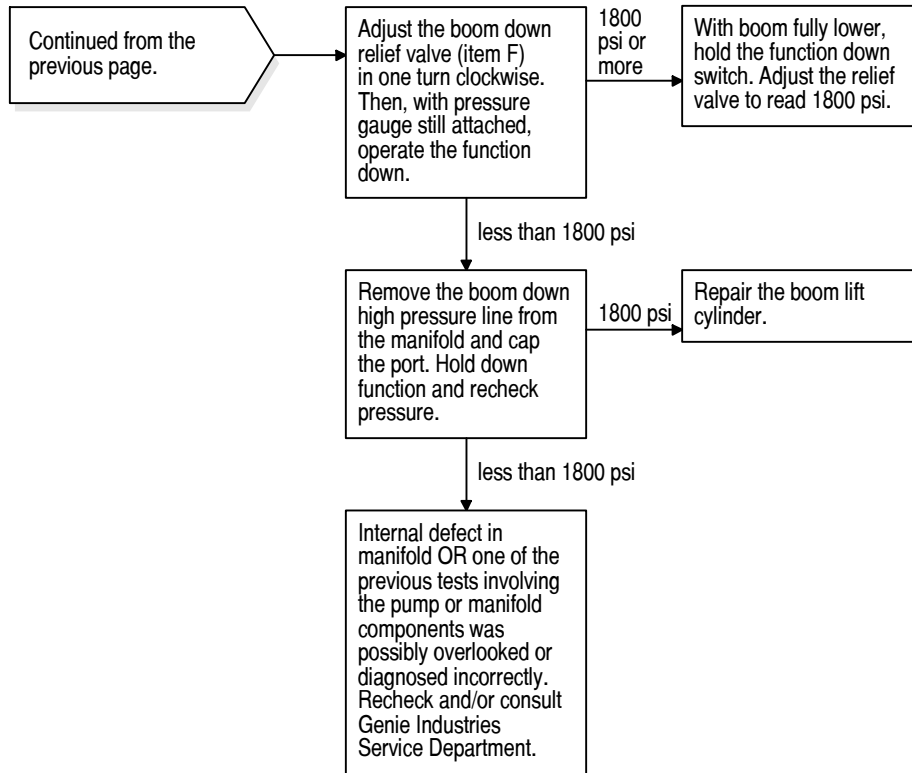 Continued from the
previous page.
Adjust the boom down
relief valve (item F)
in one turn clockwise.
Then, with pressure
gauge still attached,
operate the function
down.
1800
psi or
more
With boom fully lower,
hold the function down
switch. Adjust the relief
valve to read 1800 psi.
less than 1800 psi
Remove the boom down
high pressure line from
the manifold and cap
the port. Hold down
function and recheck
pressure.
1800 psi
Repair the boom lift
cylinder.
less than 1800 psi
Internal defect in
manifold OR one of the
previous tests involving
the pump or manifold
components was
possibly overlooked or
diagnosed incorrectly.
Recheck and/or consult
Genie Industries
Service Department.